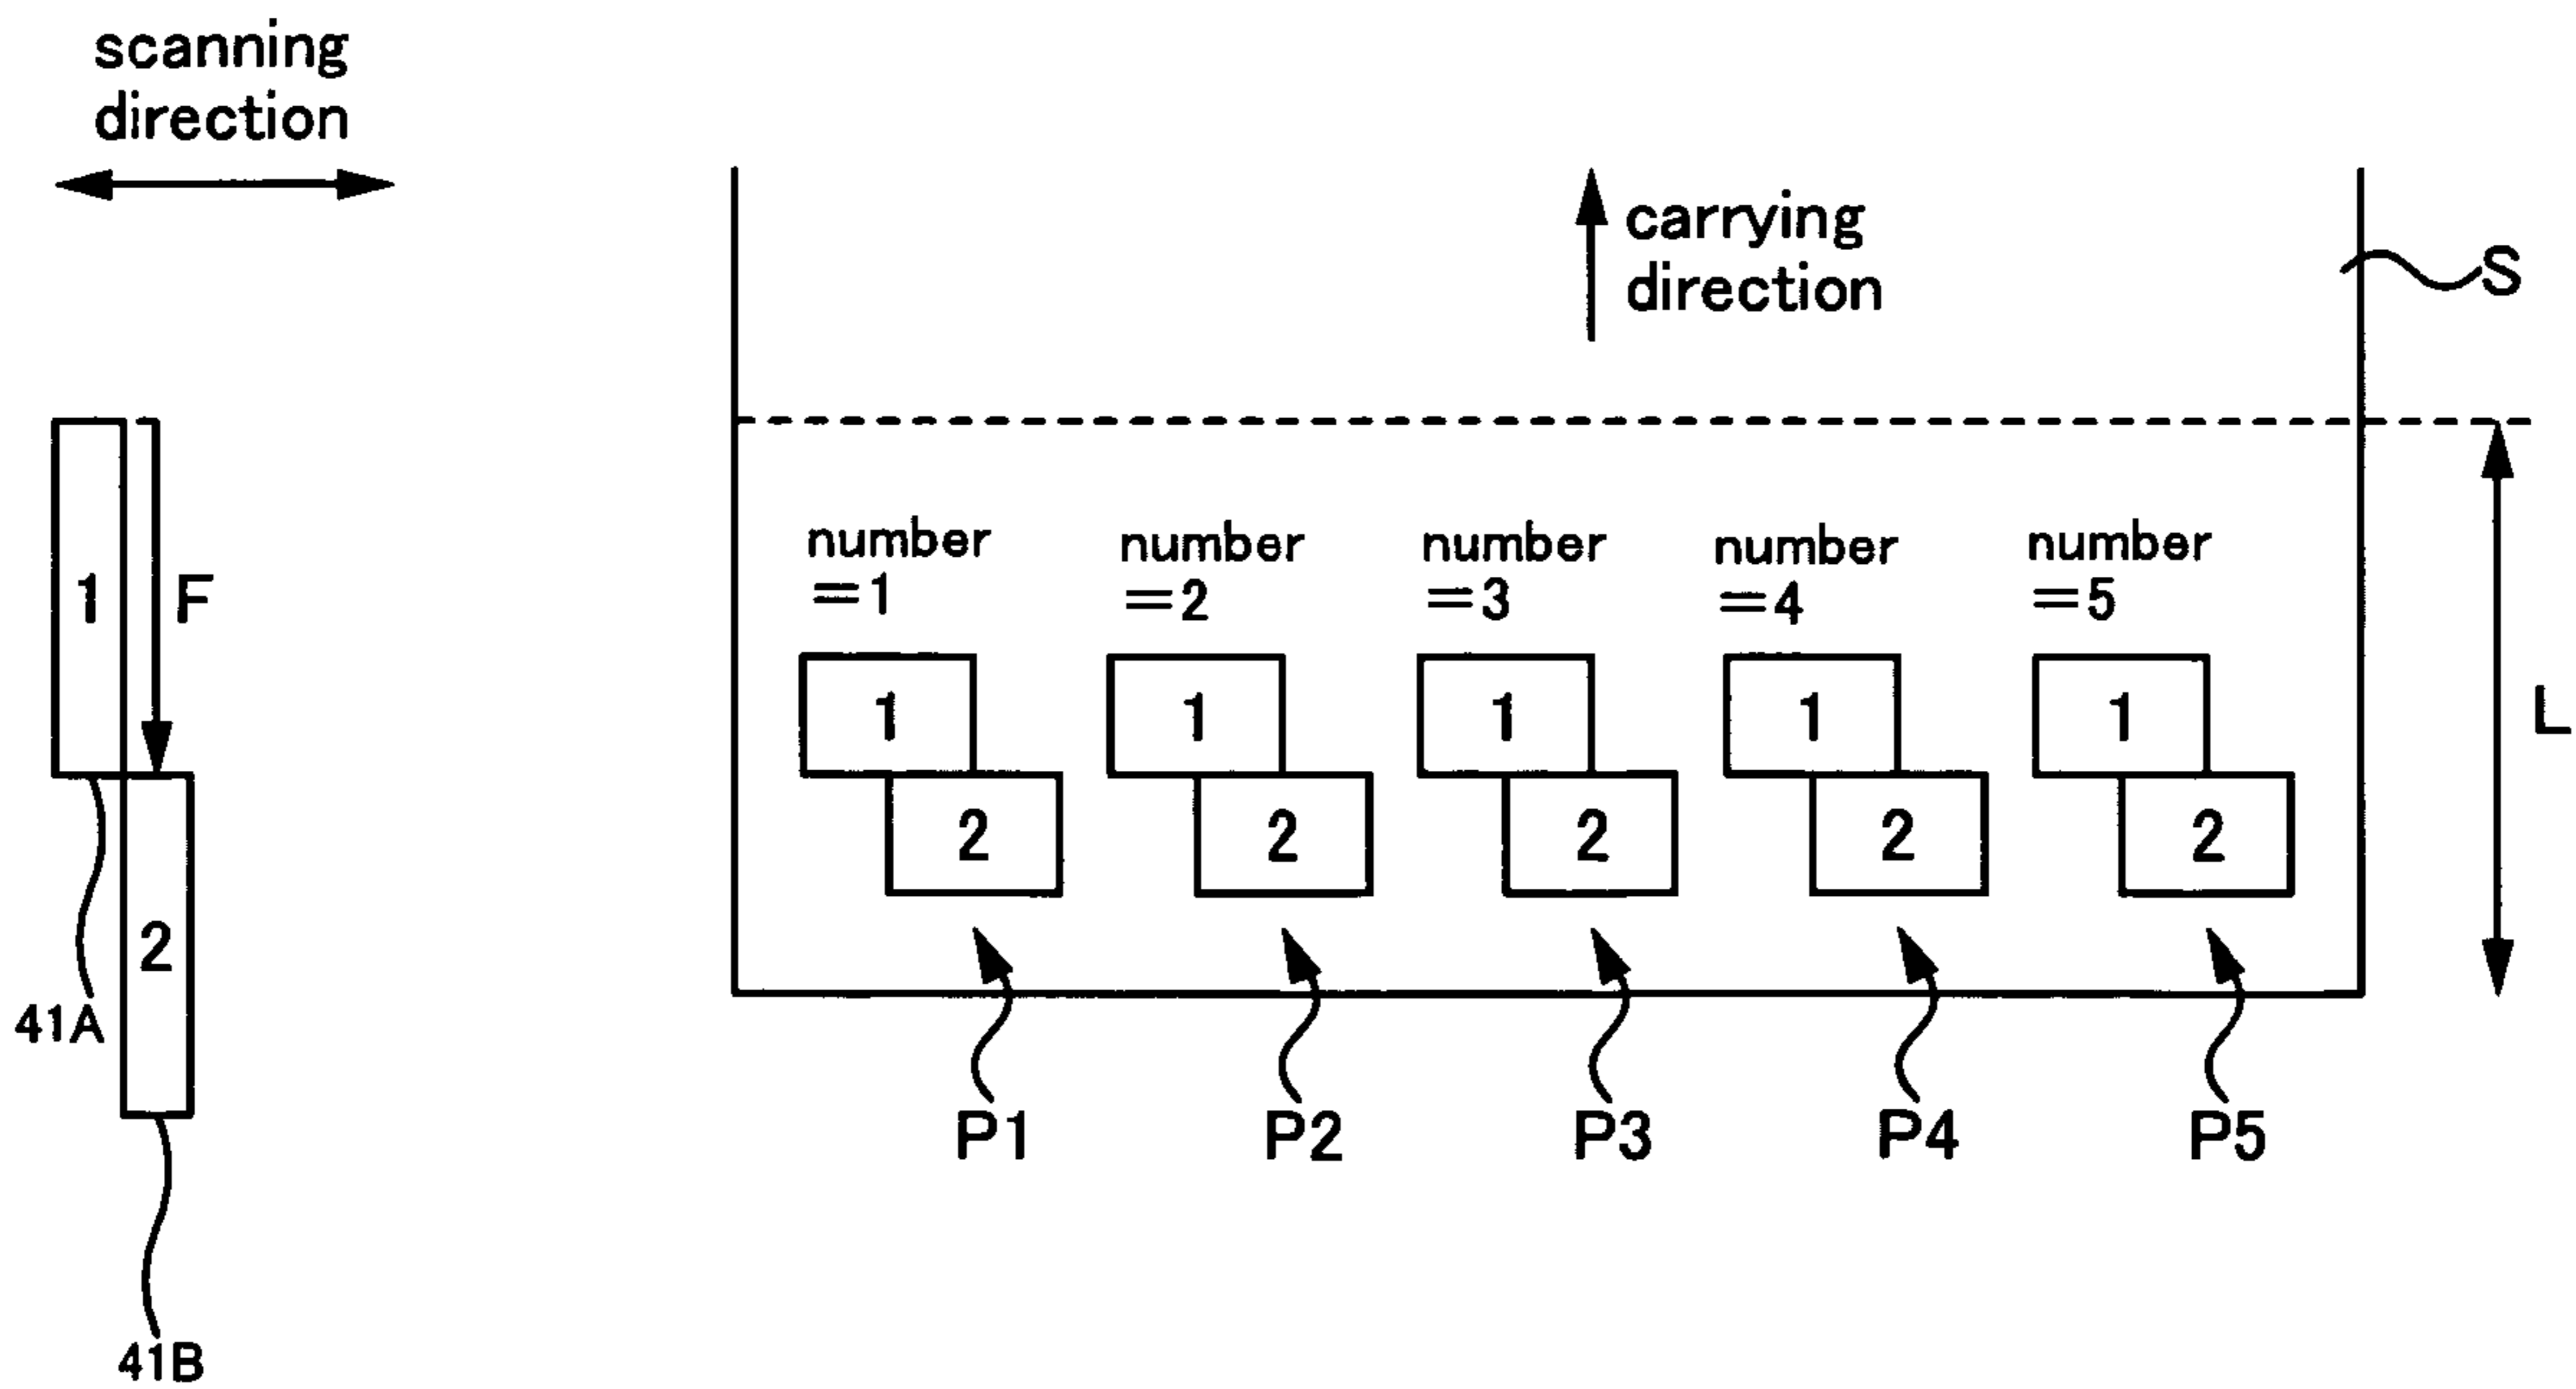 scanning
direction
carrying
direction
S
1
F
2
41A
41B
number
=1
number
=2
number
=3
number
=4
number
=5
1
1
1
1
1
2
2
2
2
2
L
P1
P2
P3
P4
P5